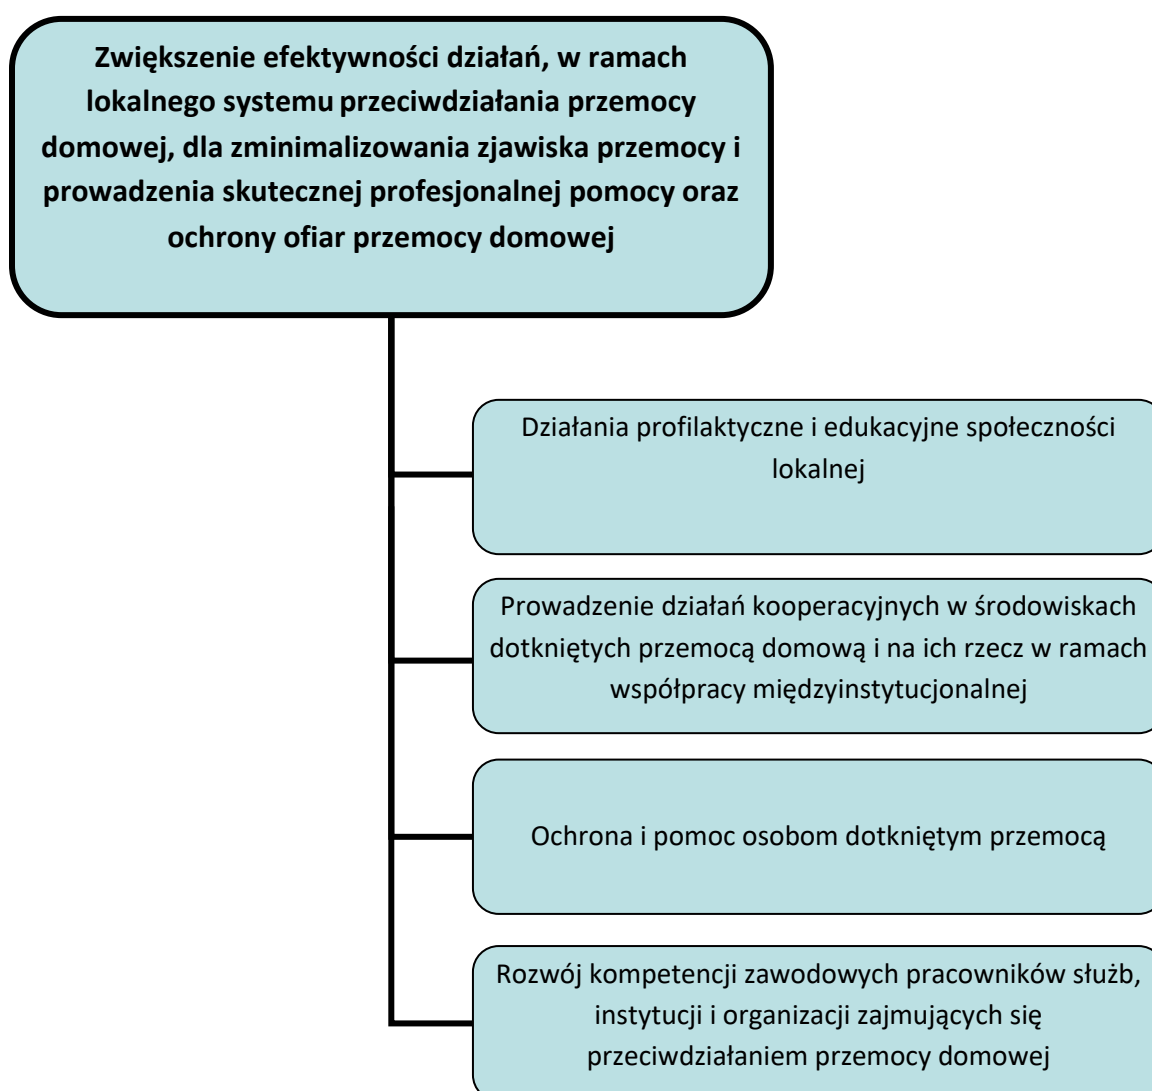 Zwiększenie efektywności działań, w ramach
lokalnego systemu przeciwdziałania przemocy
domowej, dla zminimalizowania zjawiska przemocy i
prowadzenia skutecznej profesjonalnej pomocy oraz
ochrony ofiar przemocy domowej
Działania profilaktyczne i edukacyjne społeczności
lokalnej
Prowadzenie działań kooperacyjnych w środowiskach
dotkniętych przemocą domową i na ich rzecz w ramach
współpracy międzyinstytucjonalnej
Ochrona i pomoc osobom dotkniętym przemocą
Rozwój kompetencji zawodowych pracowników służb,
instytucji i organizacji zajmujących się
przeciwdziałaniem przemocy domowej